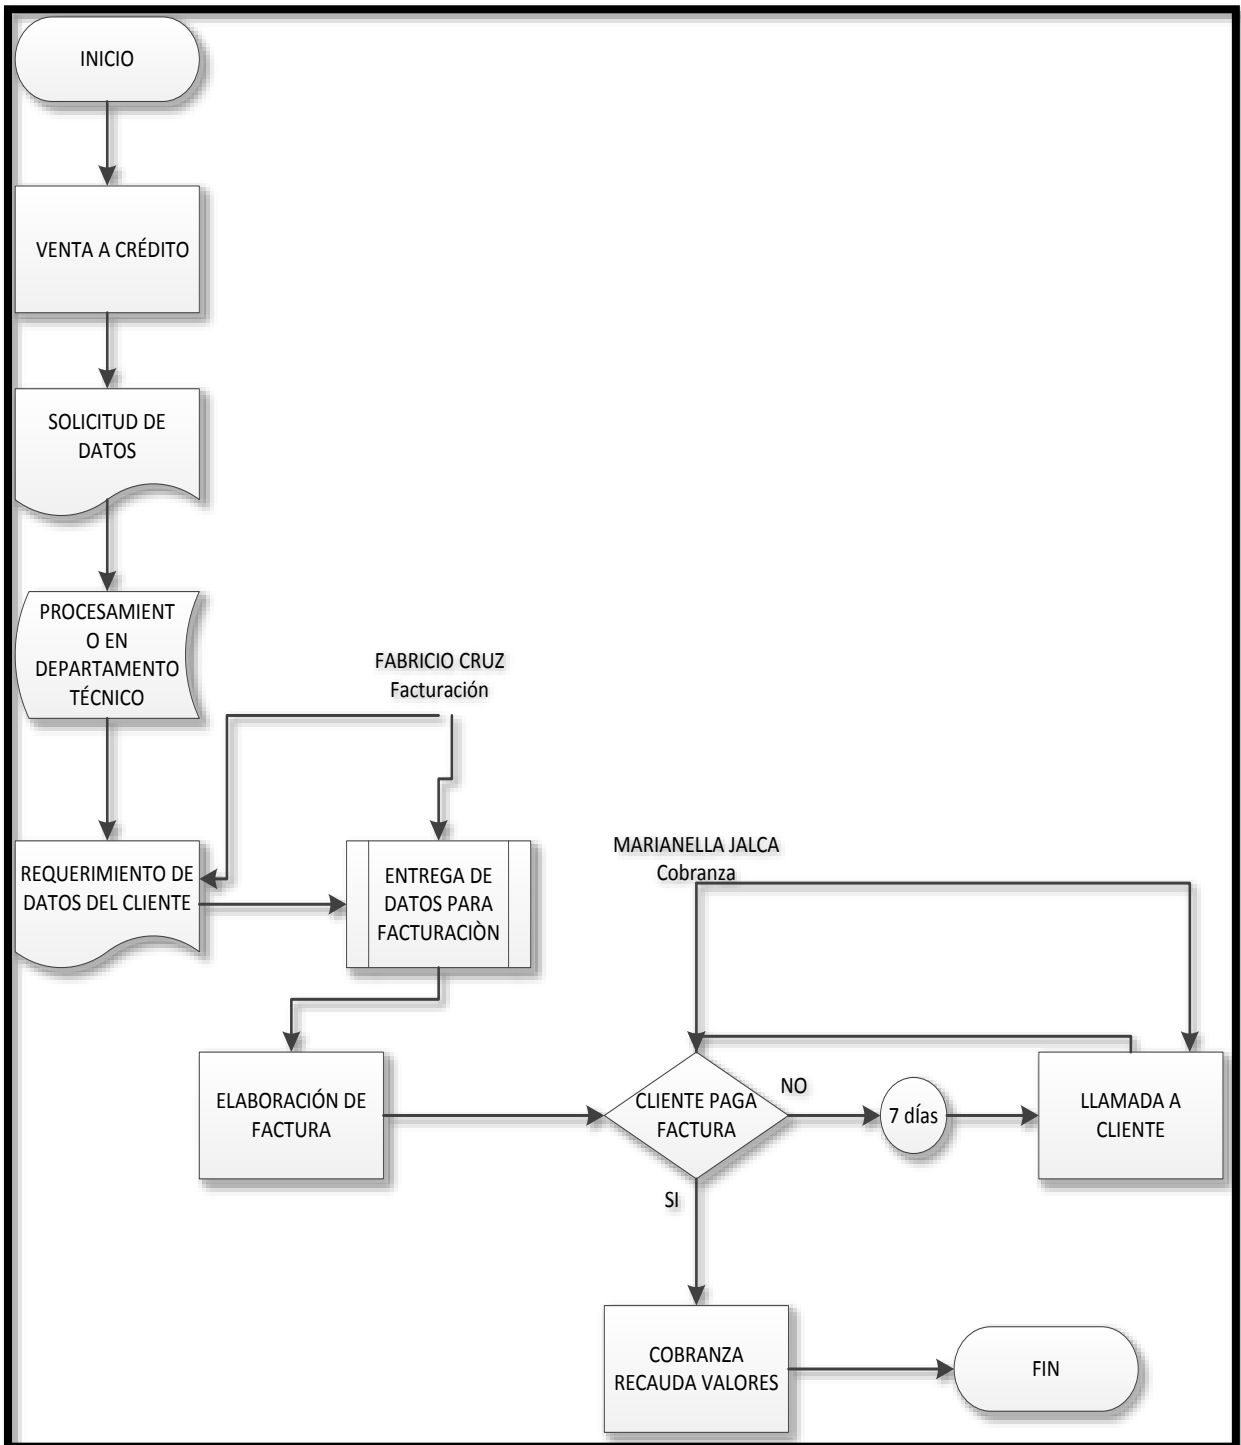 INICIO
VENTA A CRÉDITO
SOLICITUD DE
DATOS
PROCESAMIENT
O EN
DEPARTAMENTO
TÉCNICO
FABRICIO CRUZ
Facturación
REQUERIMIENTO DE
DATOS DEL CLIENTE
ENTREGA DE
DATOS PARA
FACTURACIÒN
MARIANELLA JALCA
Cobranza
ELABORACIÓN DE
FACTURA
CLIENTE PAGA
FACTURA
NO
7 días
LLAMADA A
CLIENTE
SI
COBRANZA
RECAUDA VALORES
FIN